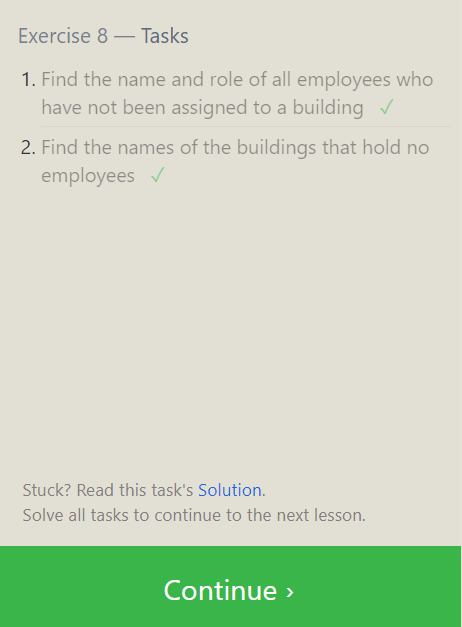 Exercise 8 — Tasks
1. Find the name and role of all employees who
have not been assigned to a building ✓
2. Find the names of the buildings that hold no
employees ✓
Stuck? Read this task's Solution.
Solve all tasks to continue to the next lesson.
Continue ›